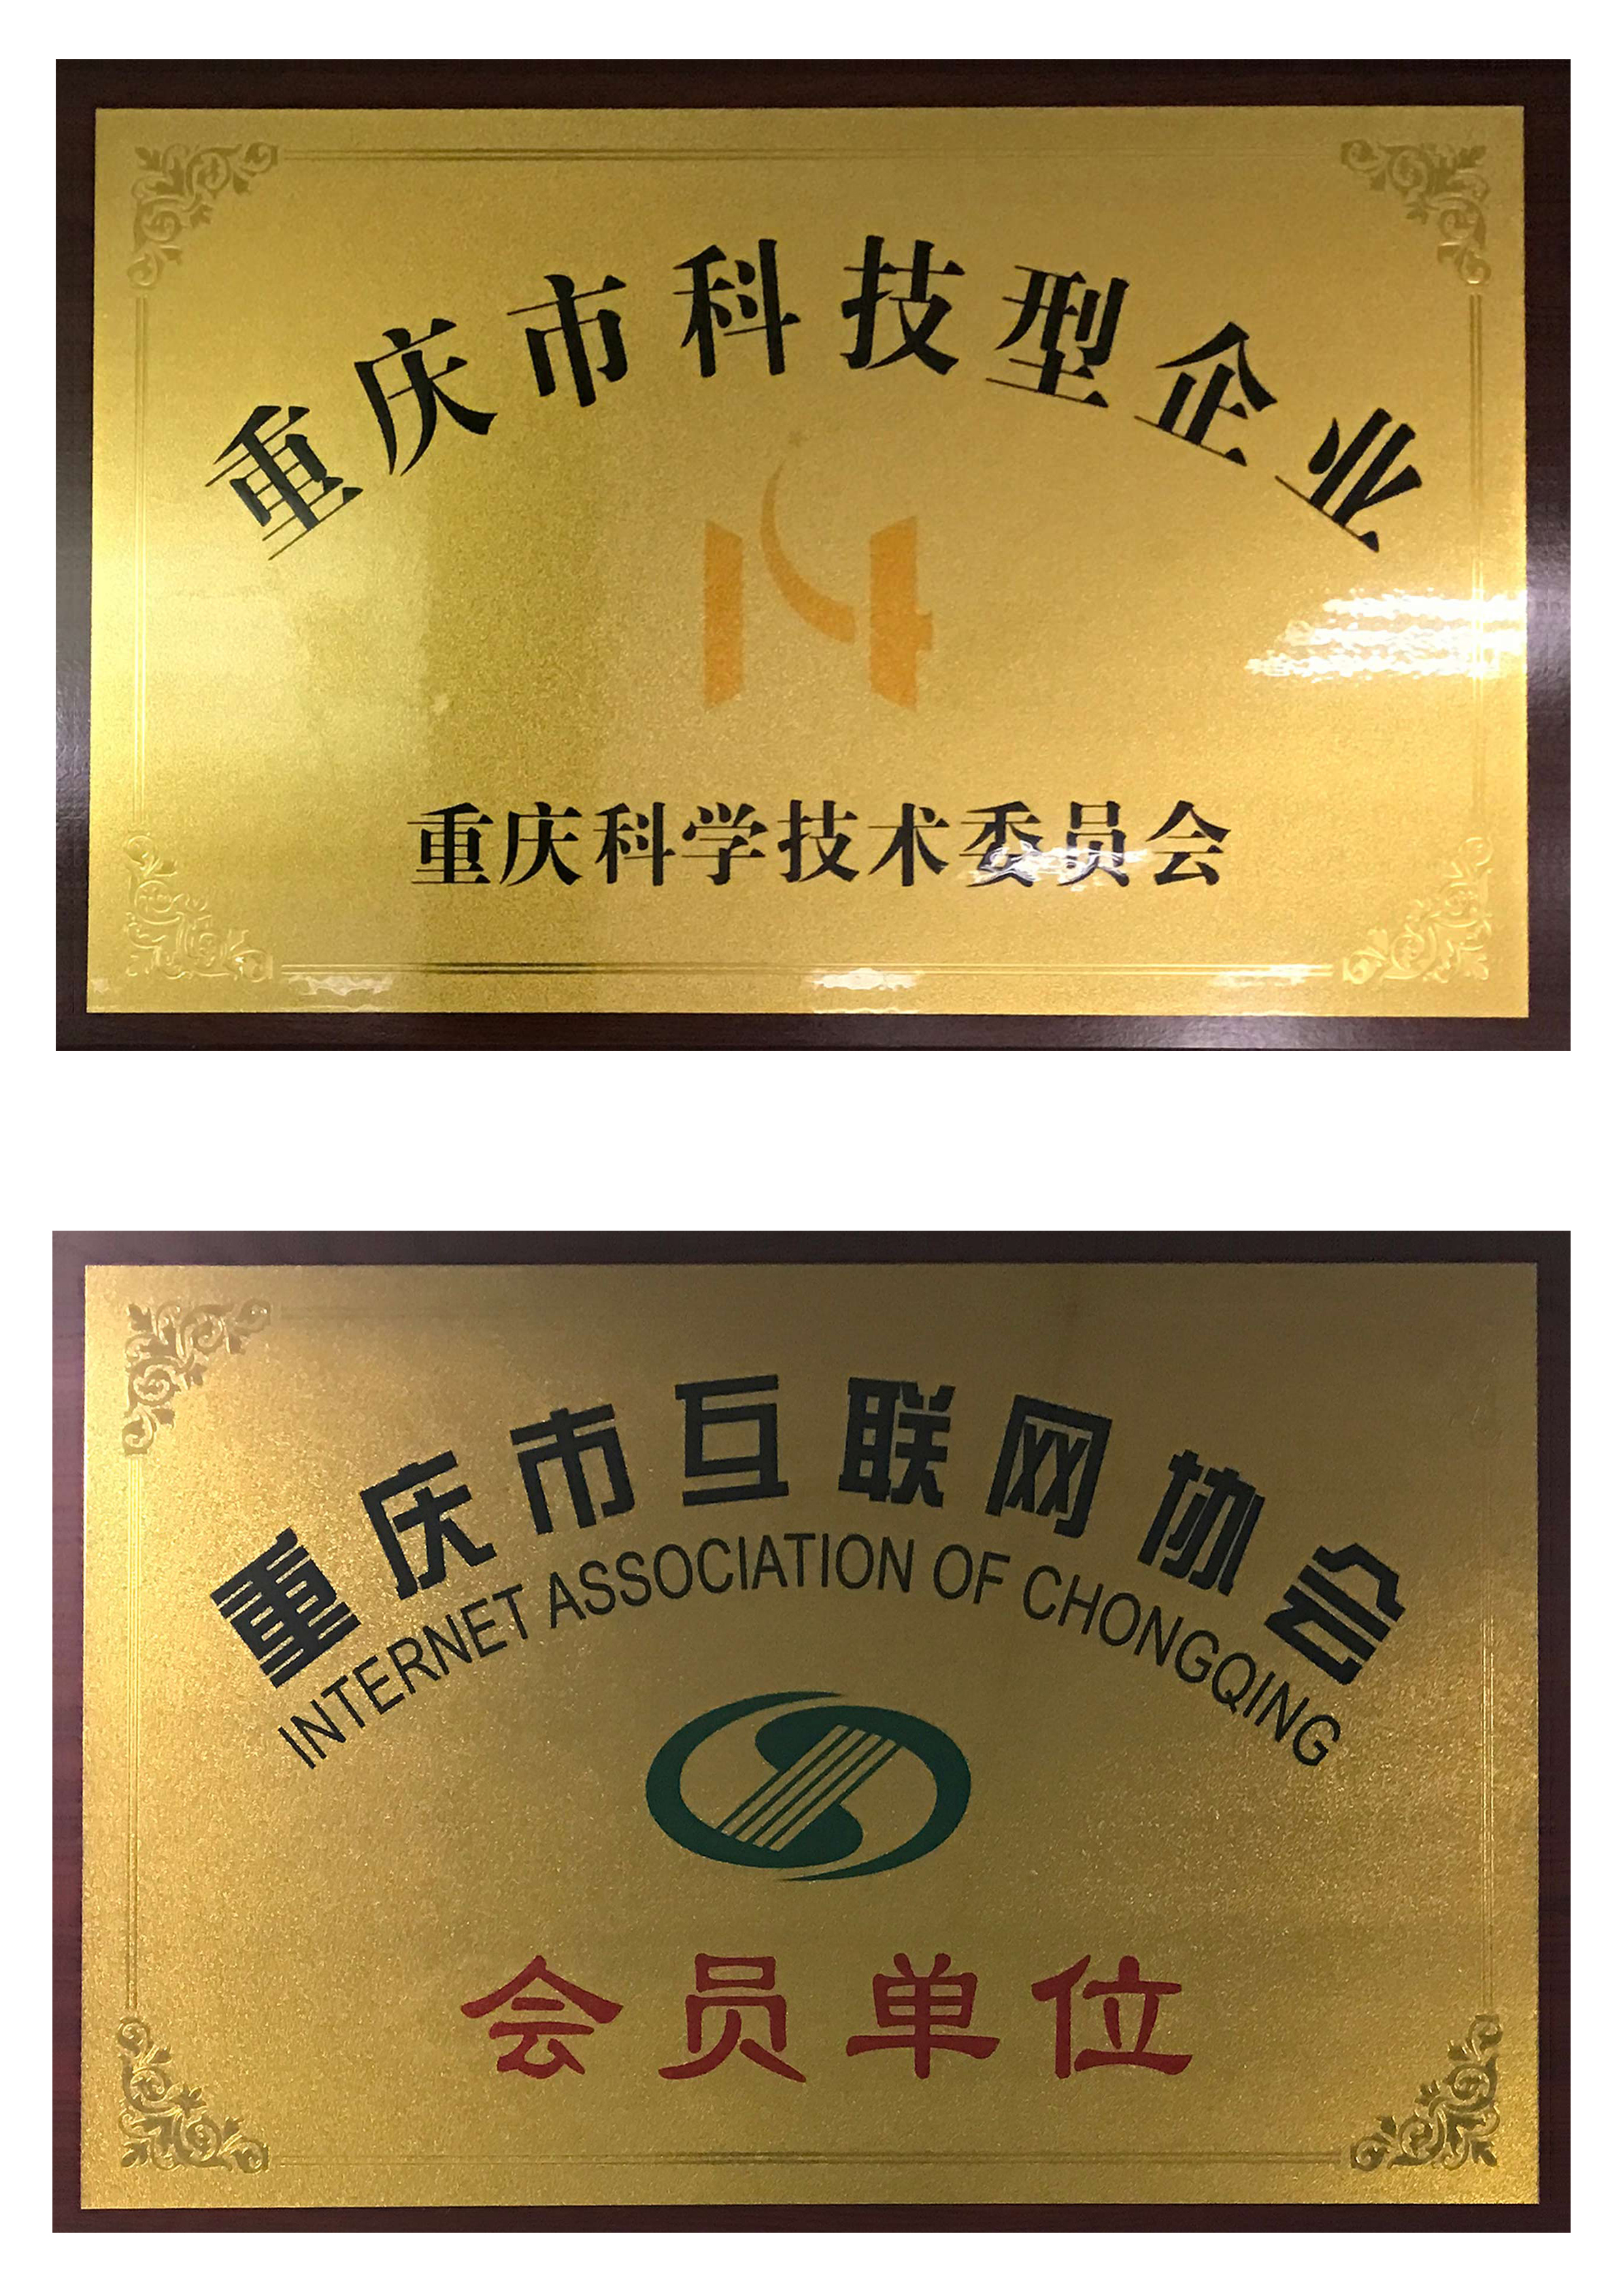 重庆市科技型企业
重庆科学技术委员会
重庆市互联网协会
INTERNET ASSOCIATION OF CHONGQING
会员单位